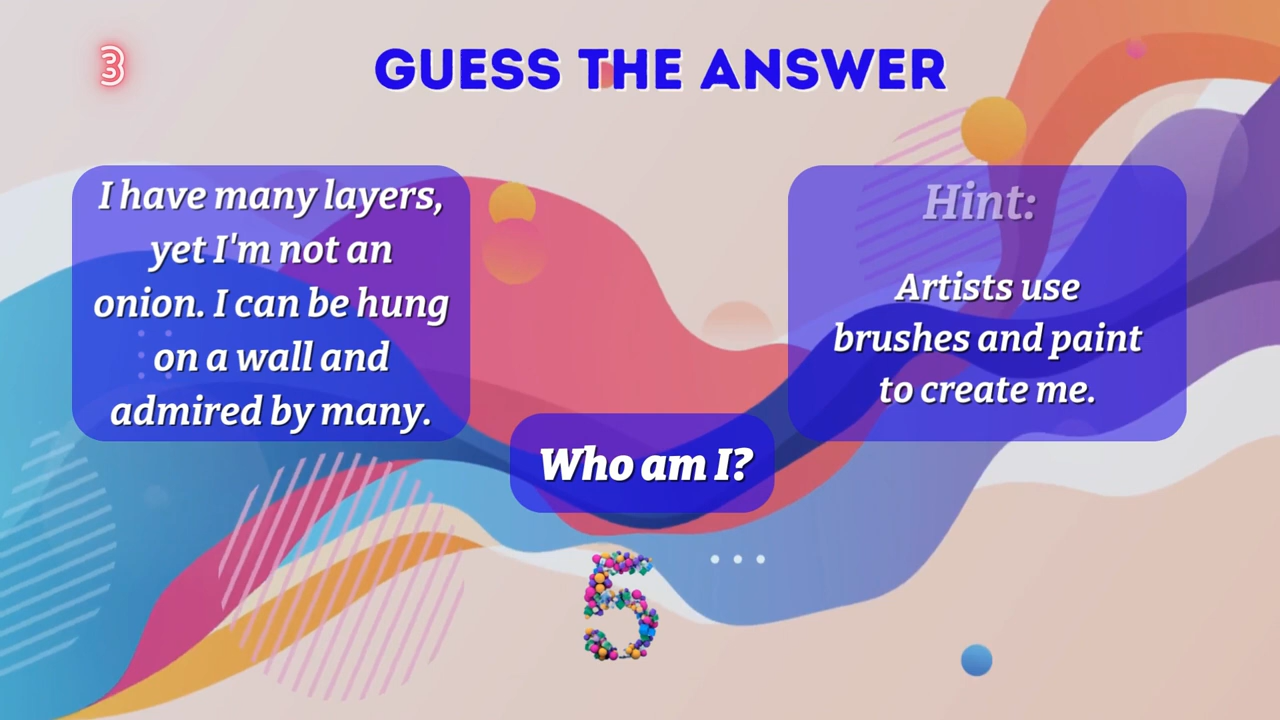 3
GUESS THE ANSWER
I have many layers,
yet I'm not an
onion. I can be hung
on a wall and
admired by many.
Hint:
Artists use
brushes and paint
to create me.
Who am I?
5